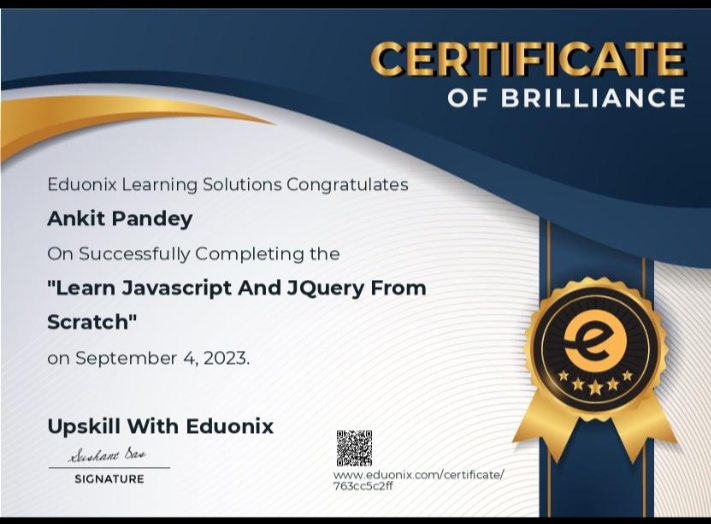 CERTIFICATE
OF BRILLIANCE
Eduonix Learning Solutions Congratulates
Ankit Pandey
On Successfully Completing the
"Learn Javascript And JQuery From
Scratch"
on September 4, 2023.
Upskill With Eduonix
Sushant Das
SIGNATURE
www.eduonix.com/certificate/
763cc5c2ff